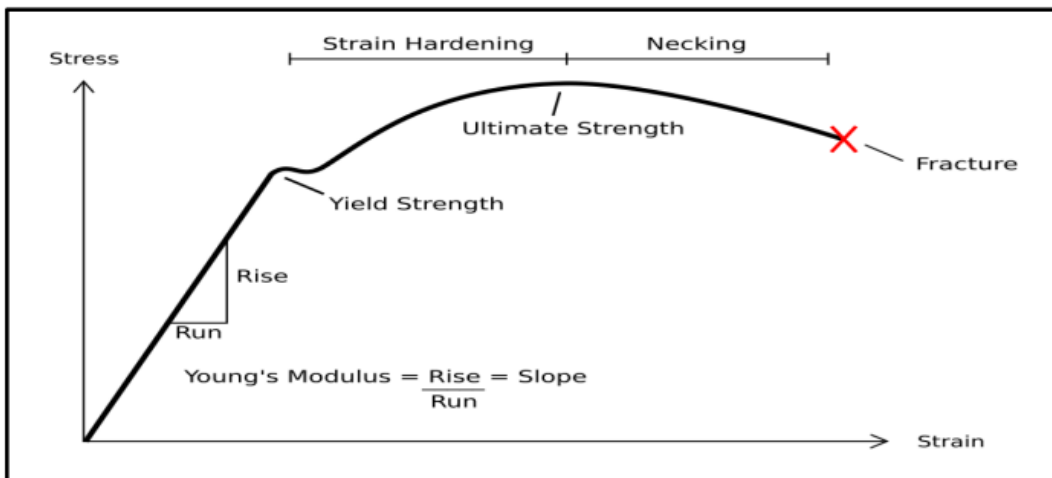 Strain Hardening
Necking
Stress
Ultimate Strength
Fracture
Yield Strength
Rise
Run
Young's Modulus = Rise = Slope
Run
Strain